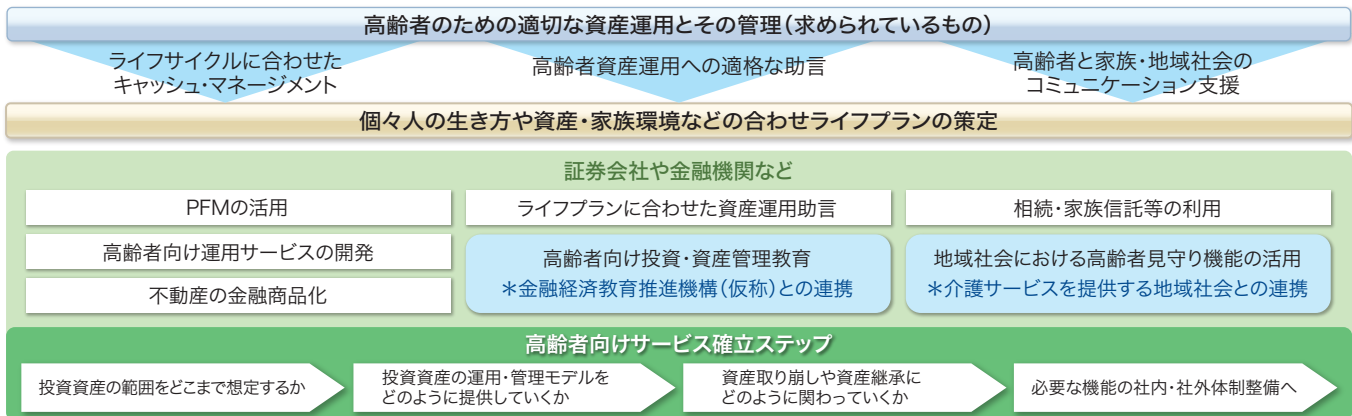 高齢者のための適切な資産運用とその管理（求められているもの）
ライフサイクルに合わせた
キャッシュ・マネージメント
高齢者資産運用への適格な助言
高齢者と家族・地域社会の
コミュニケーション支援
個々人の生き方や資産・家族環境などの合わせライフプランの策定
証券会社や金融機関など
PFMの活用
高齢者向け運用サービスの開発
不動産の金融商品化
ライフプランに合わせた資産運用助言
高齢者向け投資・資産管理教育
＊金融経済教育推進機構（仮称）との連携
相続・家族信託等の利用
地域社会における高齢者見守り機能の活用
＊介護サービスを提供する地域社会との連携
高齢者向けサービス確立ステップ
投資資産の範囲をどこまで想定するか
投資資産の運用・管理モデルを
どのように提供していくか
資産取り崩しや資産継承に
どのように関わっていくか
必要な機能の社内・社外体制整備へ